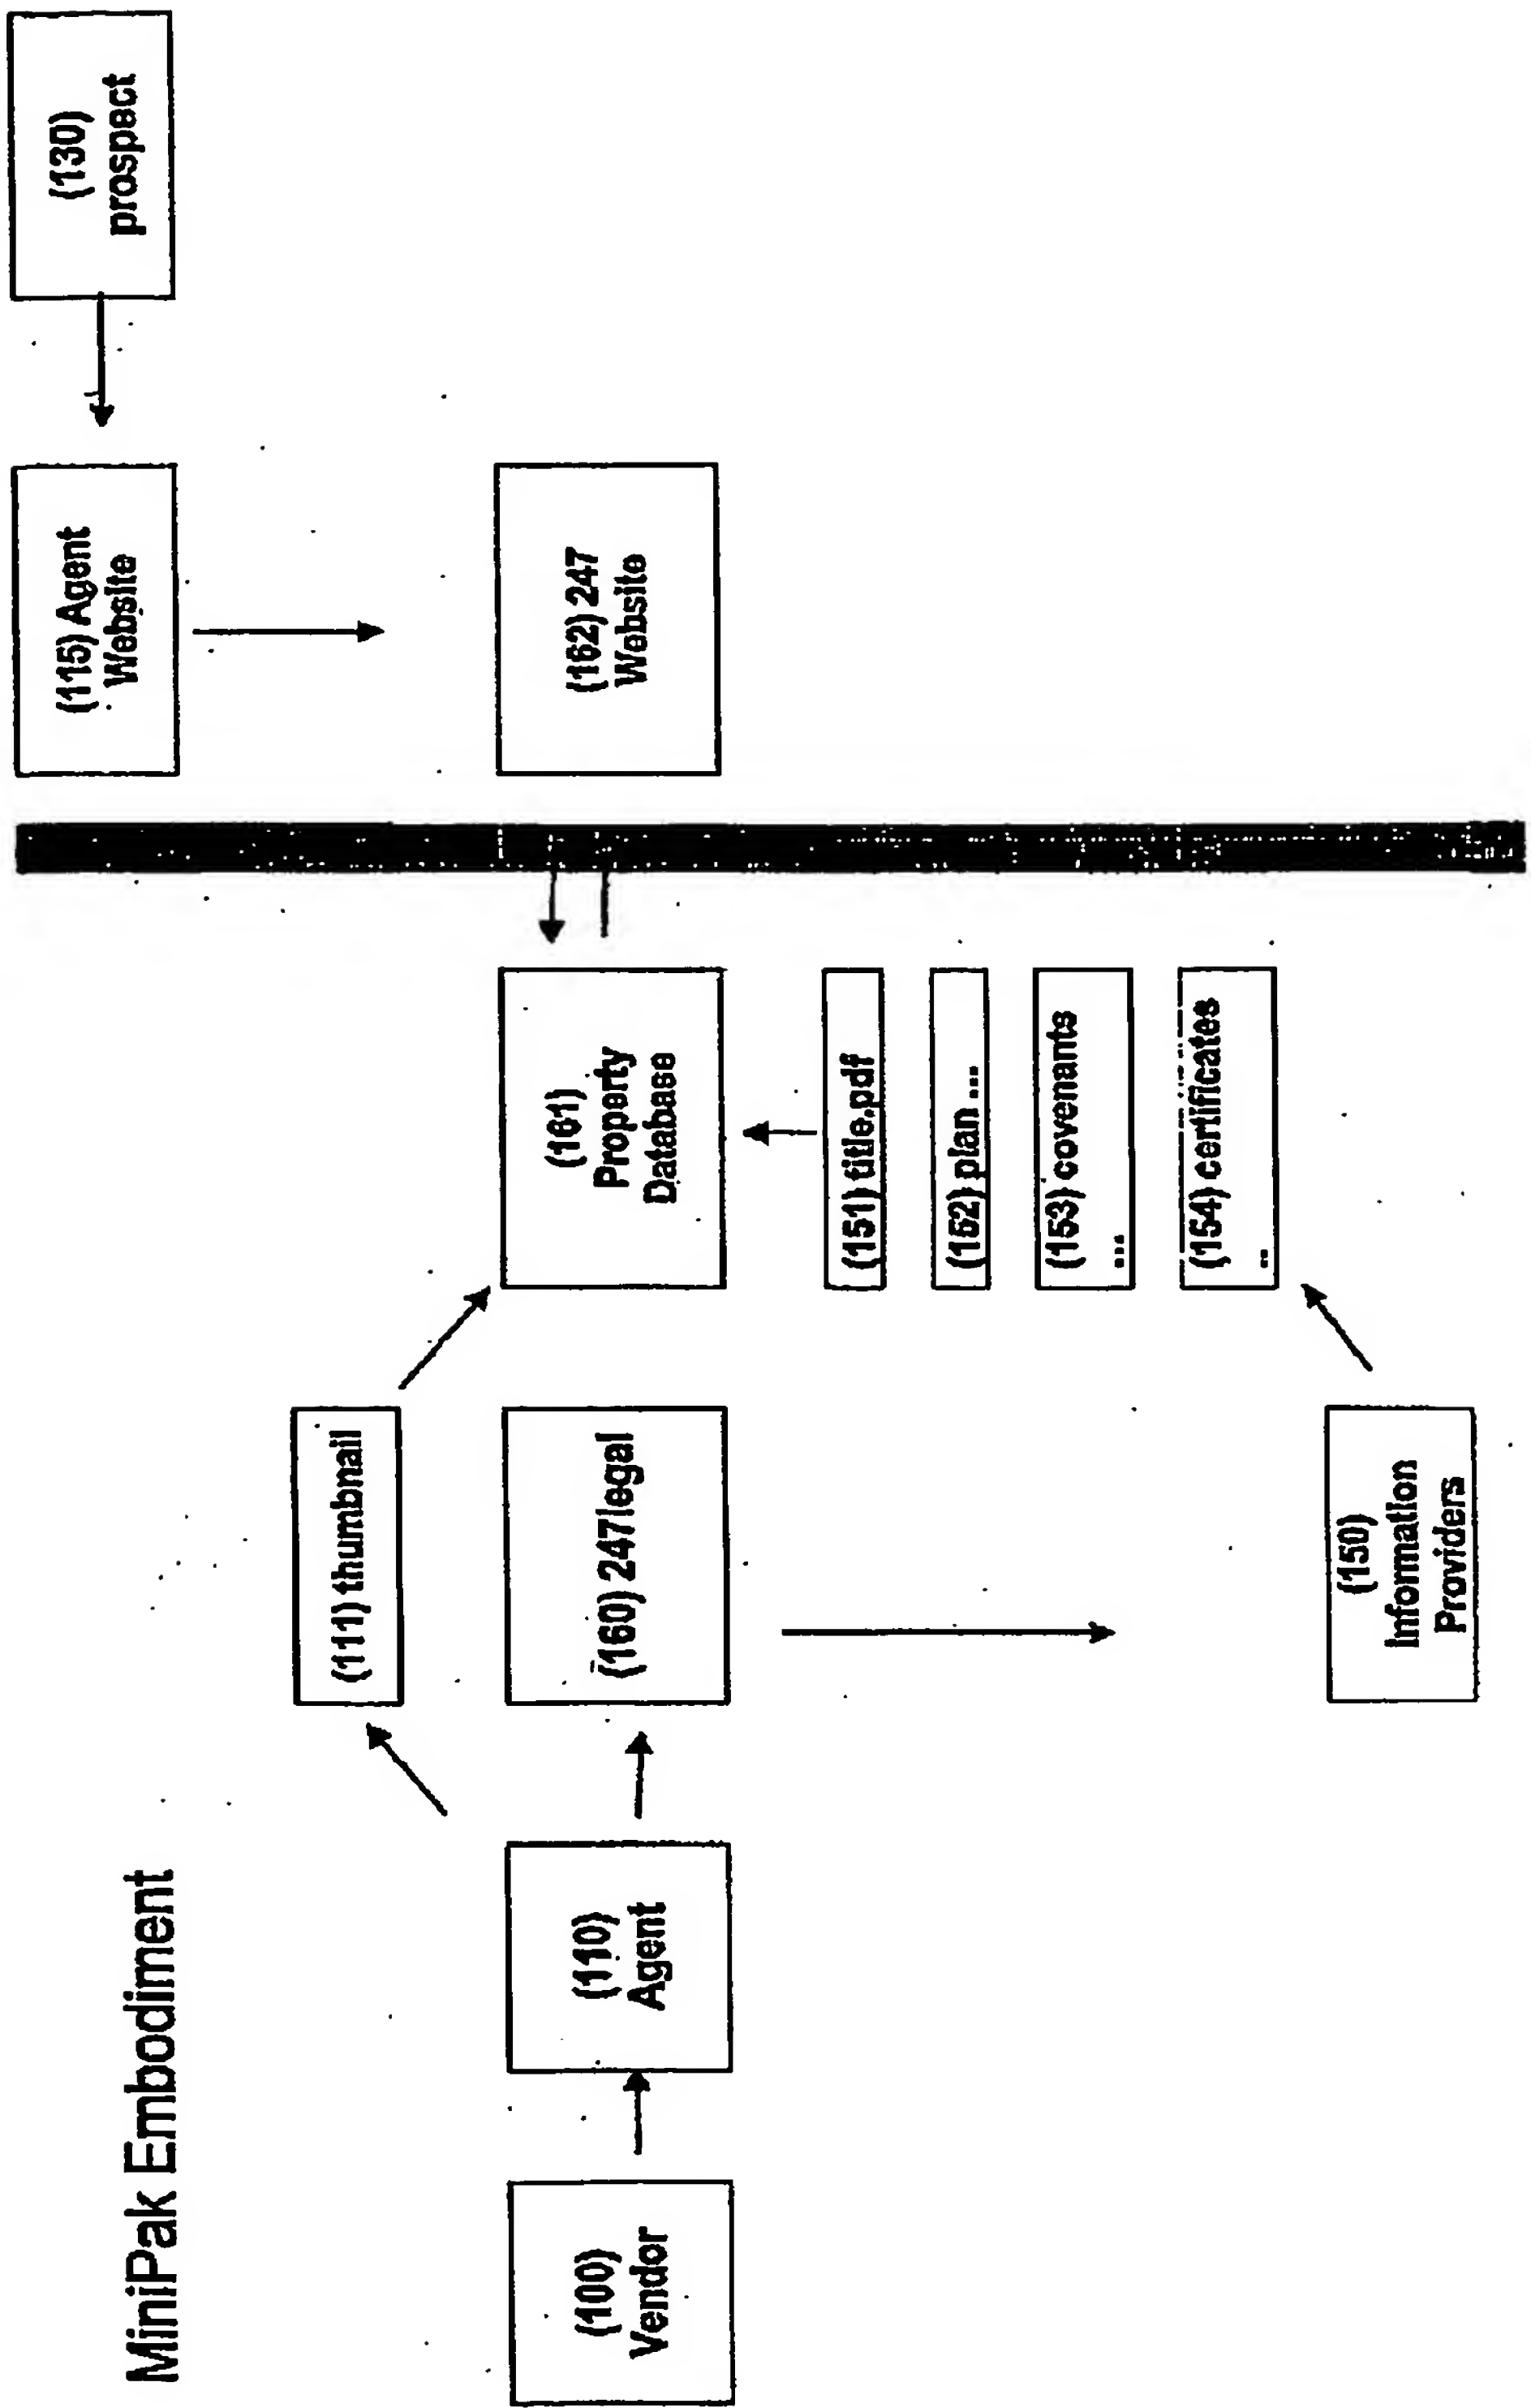 MiniPak Embodiment
(100)
Vendor
(110)
Agent
(111) thumbnail
(160) 247legal
(150)
Information
Providers
(161)
Property
Database
(151) title.pdf
(152) plan ...
(153) covenants
...
(154) certificates
..
(115) Agent
Website
(162) 247
Website
(130)
prospect